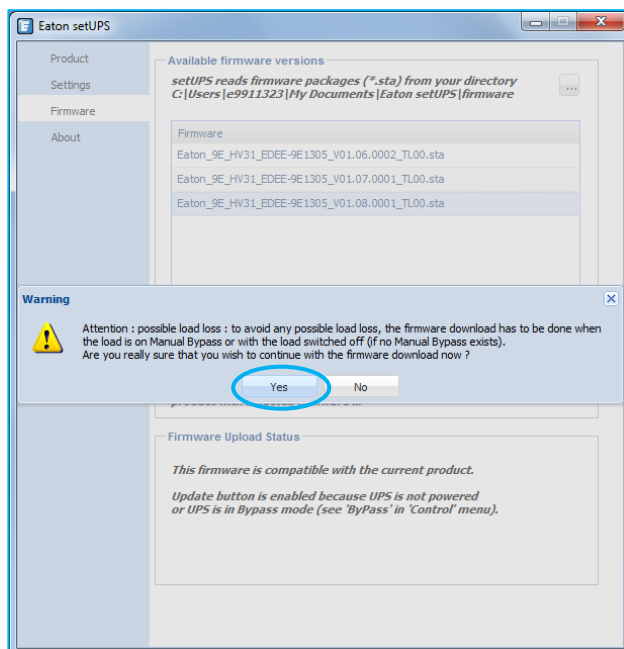 Eaton setUPS
Product
Settings
Firmware
About
Available firmware versions
setUPS reads firmware packages (*.sta) from your directory
C:|Users|e9911323|My Documents|Eaton setUPS|firmware
...
Firmware
Eaton_9E_HV31_EDEE-9E1305_V01.06.0002_TL00.sta
Eaton_9E_HV31_EDEE-9E1305_V01.07.0001_TL00.sta
Eaton_9E_HV31_EDEE-9E1305_V01.08.0001_TL00.sta
Warning
Attention : possible load loss : to avoid any possible load loss, the firmware download has to be done when
the load is on Manual Bypass or with the load switched off (if no Manual Bypass exists).
Are you really sure that you wish to continue with the firmware download now ?
Yes
No
Firmware Upload Status
This firmware is compatible with the current product.
Update button is enabled because UPS is not powered
or UPS is in Bypass mode (see 'ByPass' in 'Control' menu).